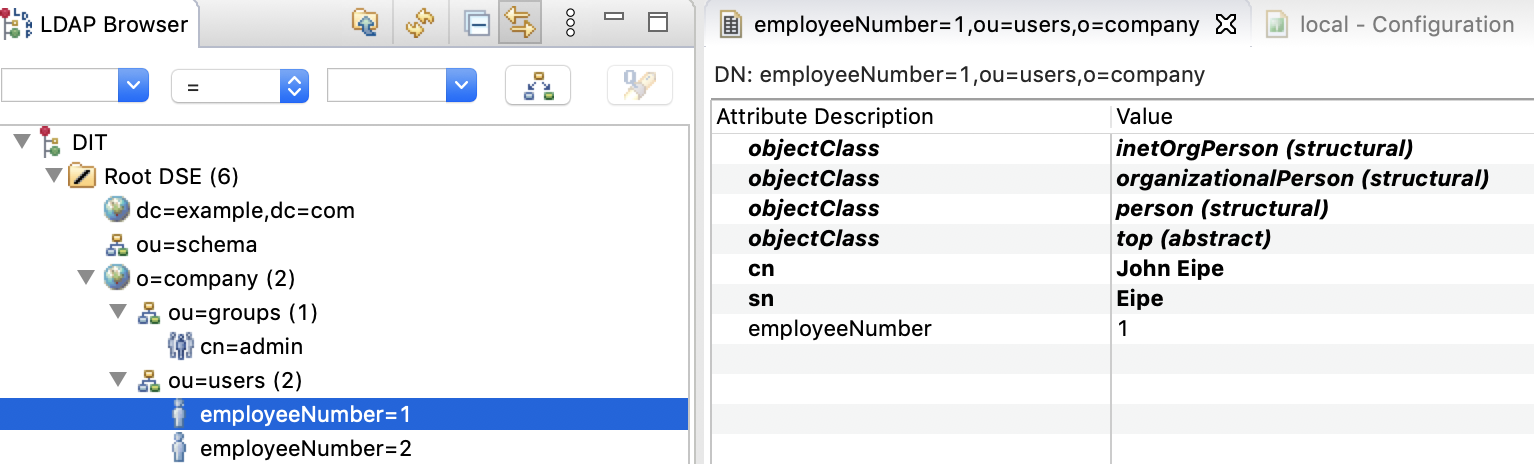 LDAP Browser
=
DIT
Root DSE (6)
dc=example,dc=com
ou=schema
o=company (2)
ou=groups (1)
cn=admin
ou=users (2)
employeeNumber=1
employeeNumber=2
employeeNumber=1,ou=users,o=company
local - Configuration
DN: employeeNumber=1,ou=users,o=company
Attribute Description Value
objectClass inetOrgPerson (structural)
objectClass organizationalPerson (structural)
objectClass person (structural)
objectClass top (abstract)
cn John Eipe
sn Eipe
employeeNumber 1